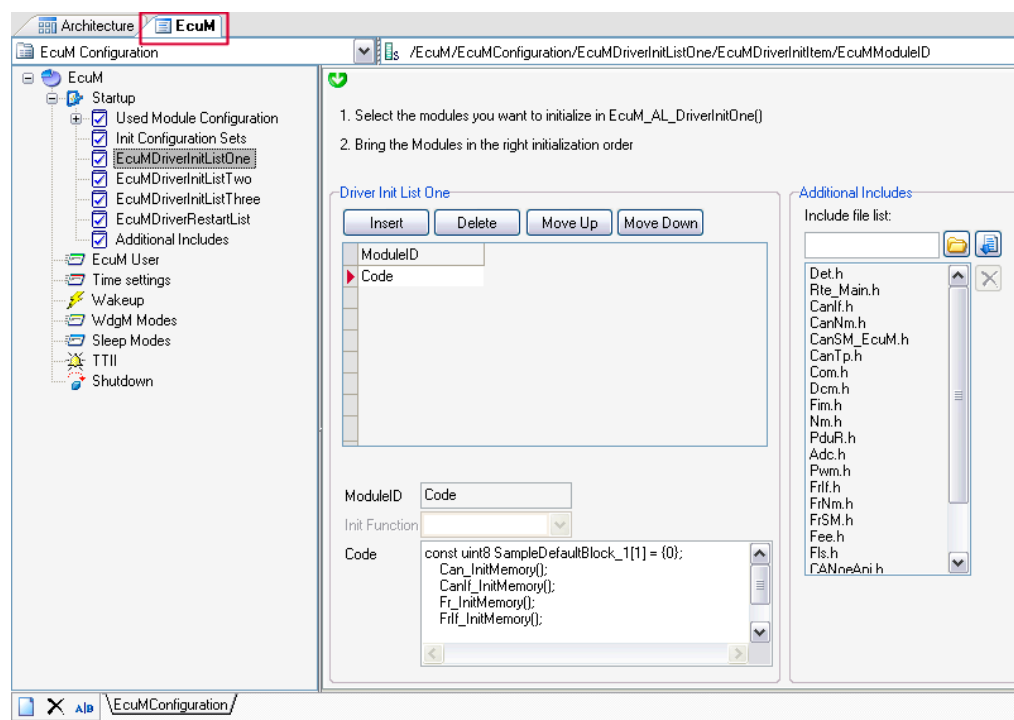 Architecture
EcuM
EcuM Configuration
/EcuM/EcuMConfiguration/EcuMDriverInitListOne/EcuMDriverInitItem/EcuMModuleID
EcuM
Startup
Used Module Configuration
Init Configuration Sets
EcuMDriverInitListOne
EcuMDriverInitListTwo
EcuMDriverInitListThree
EcuMDriverRestartList
Additional Includes
EcuM User
Time settings
Wakeup
WdgM Modes
Sleep Modes
TTII
Shutdown
1. Select the modules you want to initialize in EcuM_AL_DriverInitOne()
2. Bring the Modules in the right initialization order
Driver Init List One
Insert
Delete
Move Up
Move Down
ModuleID
Code
ModuleID
Code
Init Function
Code
const uint8 SampleDefaultBlock_1[1] = {0};
Can_InitMemory();
CanIf_InitMemory();
Fr_InitMemory();
FrIf_InitMemory();
Additional Includes
Include file list:
Det.h
Rte_Main.h
CanIf.h
CanNm.h
CanSM_EcuM.h
CanTp.h
Com.h
Dcm.h
Fim.h
Nm.h
PduR.h
Adc.h
Pwm.h
FrIf.h
FrNm.h
FrSM.h
Fee.h
Fls.h
CANoeApi.h
A|B
EcuMConfiguration